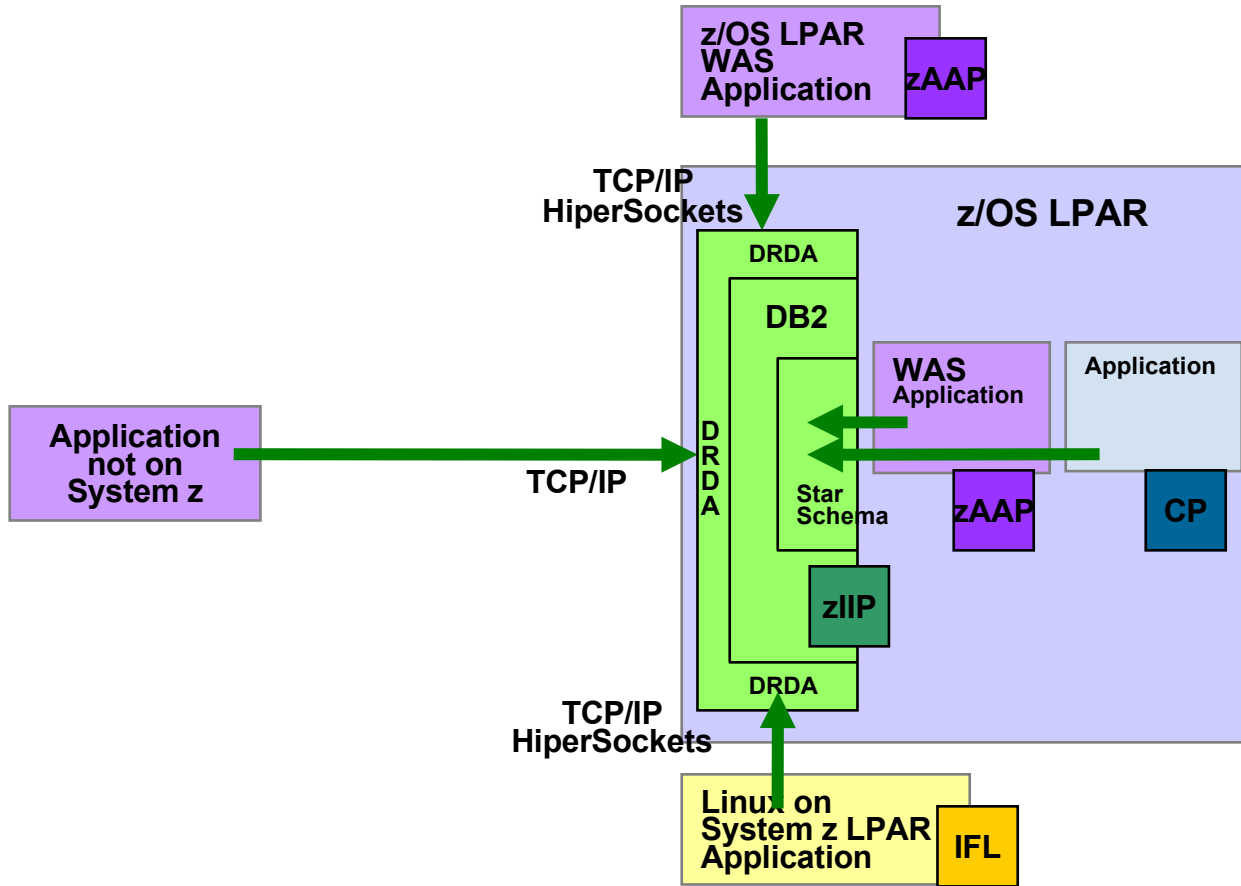 z/OS LPAR
WAS
Application
zAAP
TCP/IP
HiperSockets
z/OS LPAR
DRDA
DB2
WAS
Application
Application
Application
not on
System z
TCP/IP
D
R
D
A
Star
Schema
zAAP
CP
zIIP
DRDA
TCP/IP
HiperSockets
Linux on
System z LPAR
Application
IFL